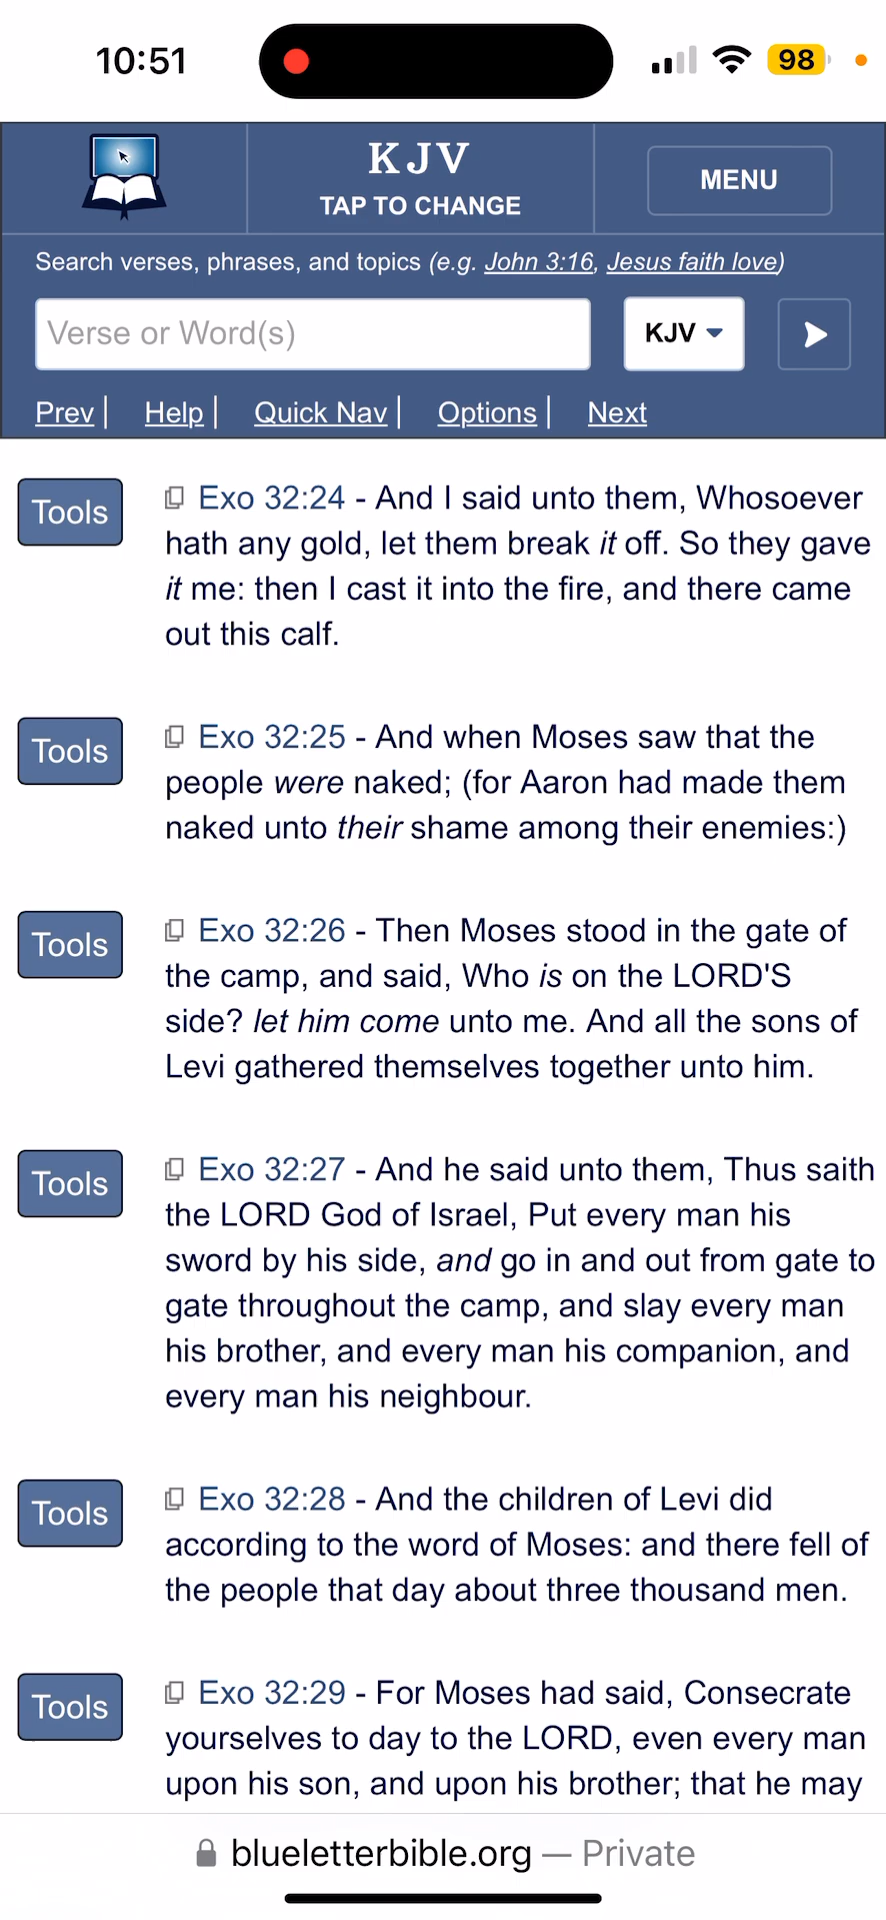 10:51
98
KJV
TAP TO CHANGE
MENU
Search verses, phrases, and topics (e.g. John 3:16, Jesus faith love)
Verse or Word(s)
KJV
Prev | Help | Quick Nav | Options | Next
Tools
Exo 32:24 - And I said unto them, Whosoever
hath any gold, let them break it off. So they gave
it me: then I cast it into the fire, and there came
out this calf.
Tools
Exo 32:25 - And when Moses saw that the
people were naked; (for Aaron had made them
naked unto their shame among their enemies:)
Tools
Exo 32:26 - Then Moses stood in the gate of
the camp, and said, Who is on the LORD'S
side? let him come unto me. And all the sons of
Levi gathered themselves together unto him.
Tools
Exo 32:27 - And he said unto them, Thus saith
the LORD God of Israel, Put every man his
sword by his side, and go in and out from gate to
gate throughout the camp, and slay every man
his brother, and every man his companion, and
every man his neighbour.
Tools
Exo 32:28 - And the children of Levi did
according to the word of Moses: and there fell of
the people that day about three thousand men.
Tools
Exo 32:29 - For Moses had said, Consecrate
yourselves to day to the LORD, even every man
upon his son, and upon his brother; that he may
blueletterbible.org — Private